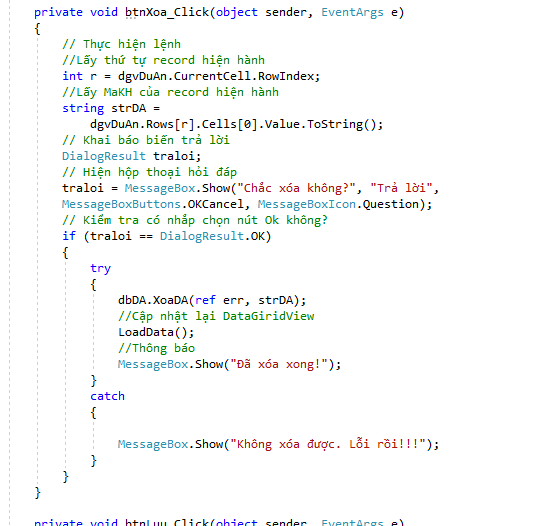 private void btnXoa_Click(object sender, EventArgs e)
{
// Thực hiện lệnh
//Lấy thứ tự record hiện hành
int r = dgvDuAn.CurrentCell.RowIndex;
//Lấy MaKH của record hiện hành
string strDA =
dgvDuAn.Rows[r].Cells[0].Value.ToString();
// Khai báo biến trả lời
DialogResult traloi;
// Hiện hộp thoại hỏi đáp
traloi = MessageBox.Show("Chắc xóa không?", "Trả lời",
MessageBoxButtons.OKCancel, MessageBoxIcon.Question);
// Kiểm tra có nhắp chọn nút Ok không?
if (traloi == DialogResult.OK)
{
try
{
dbDA.XoaDA(ref err, strDA);
//Cập nhật lại DataGiridView
LoadData();
//Thông báo
MessageBox.Show("Đã xóa xong!");
}
catch
{
MessageBox.Show("Không xóa được. Lỗi rồi!!!");
}
}
}
private void btnLuu_Click(object sender, EventArgs e)